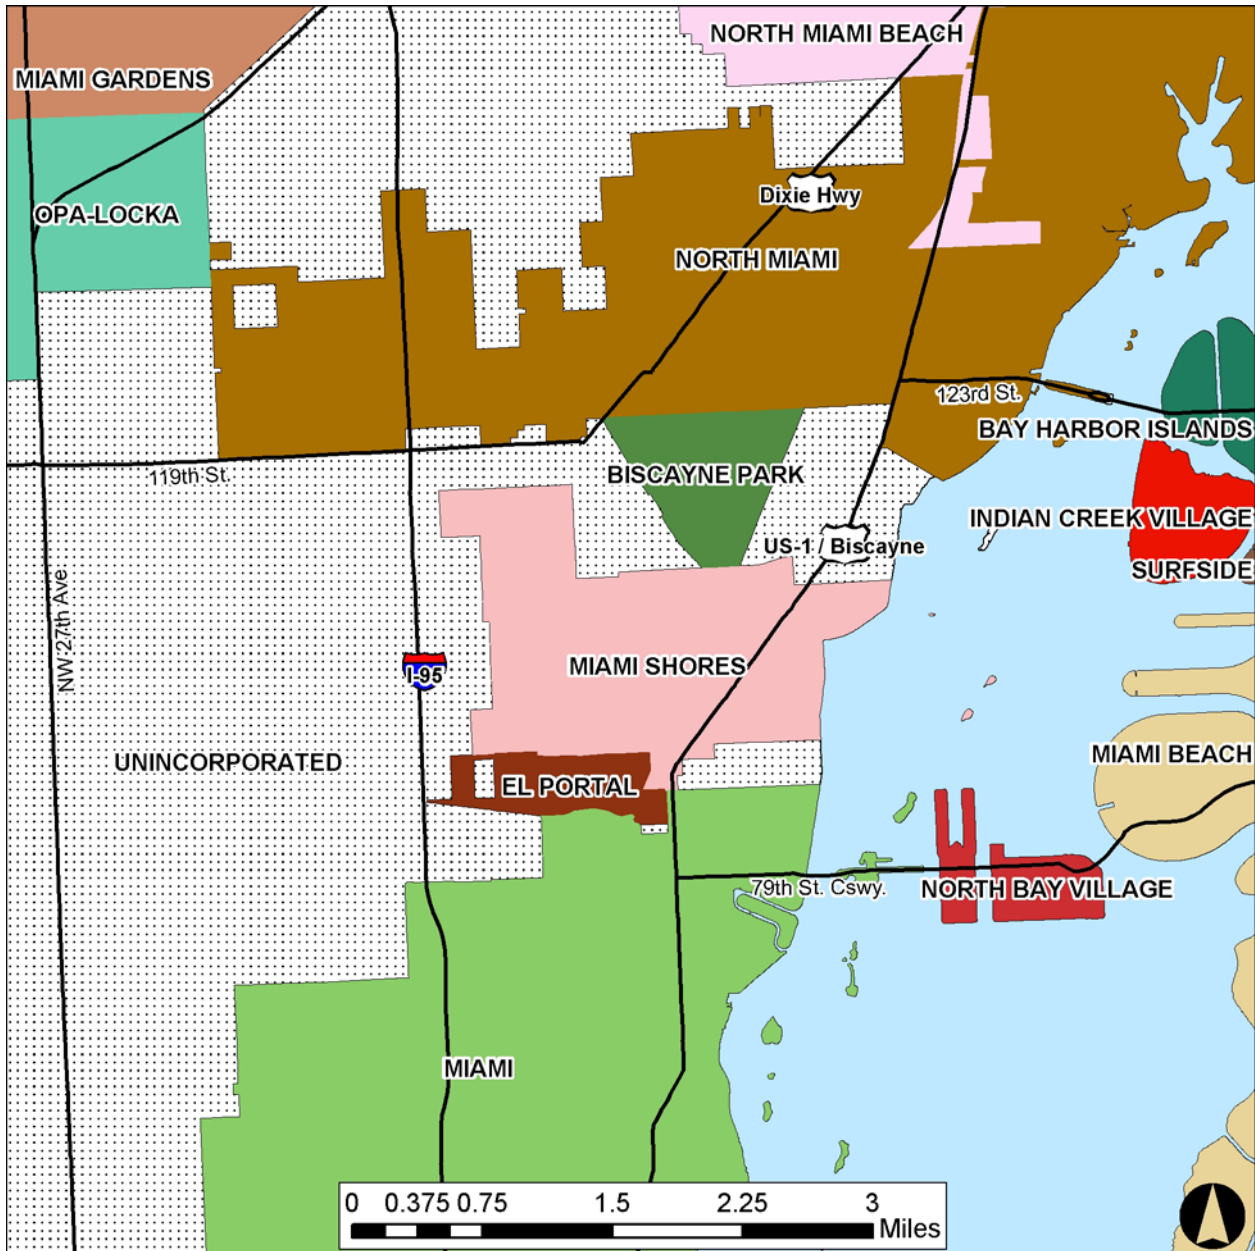 NORTH MIAMI BEACH
MIAMI GARDENS
Dixie Hwy
OPA-LOCKA
NORTH MIAMI
123rd St.
BAY HARBOR ISLANDS
119th St.
BISCAYNE PARK
INDIAN CREEK VILLAGE
US-1 / Biscayne
SURFSIDE
NW 27th Ave
MIAMI SHORES
I-95
UNINCORPORATED
MIAMI BEACH
EL PORTAL
79th St. Cswy.
NORTH BAY VILLAGE
MIAMI
0 0.375 0.75 1.5 2.25 3
Miles